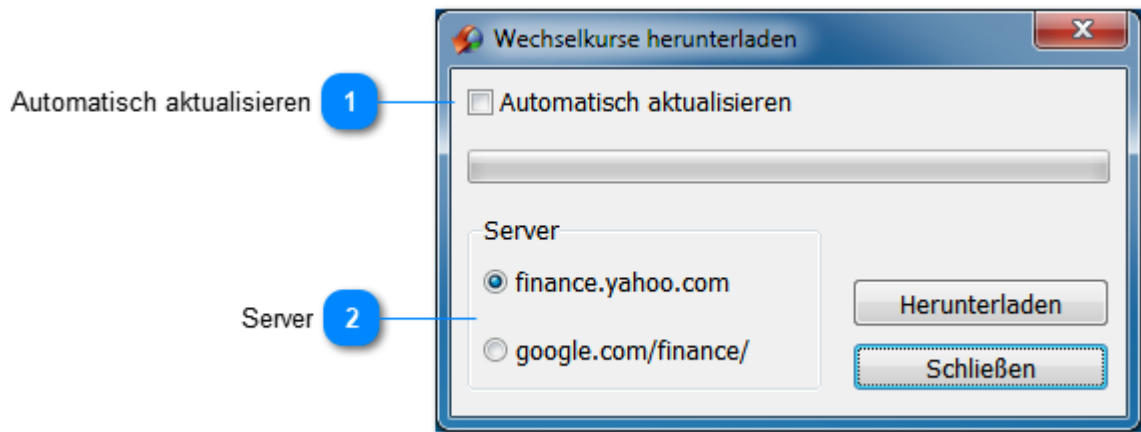 Wechselkurse herunterladen
Automatisch aktualisieren 1 Automatisch aktualisieren
Server
finance.yahoo.com
Server 2
google.com/finance/
Herunterladen
Schließen